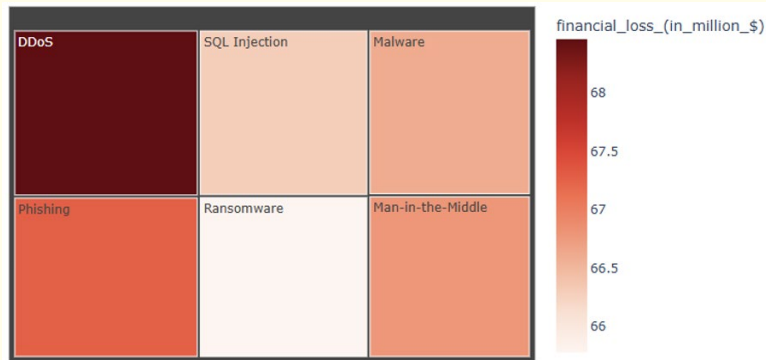 DDoS
SQL Injection
Malware
Phishing
Ransomware
Man-in-the-Middle
financial_loss_(in_million_$)
68
67.5
67
66.5
66